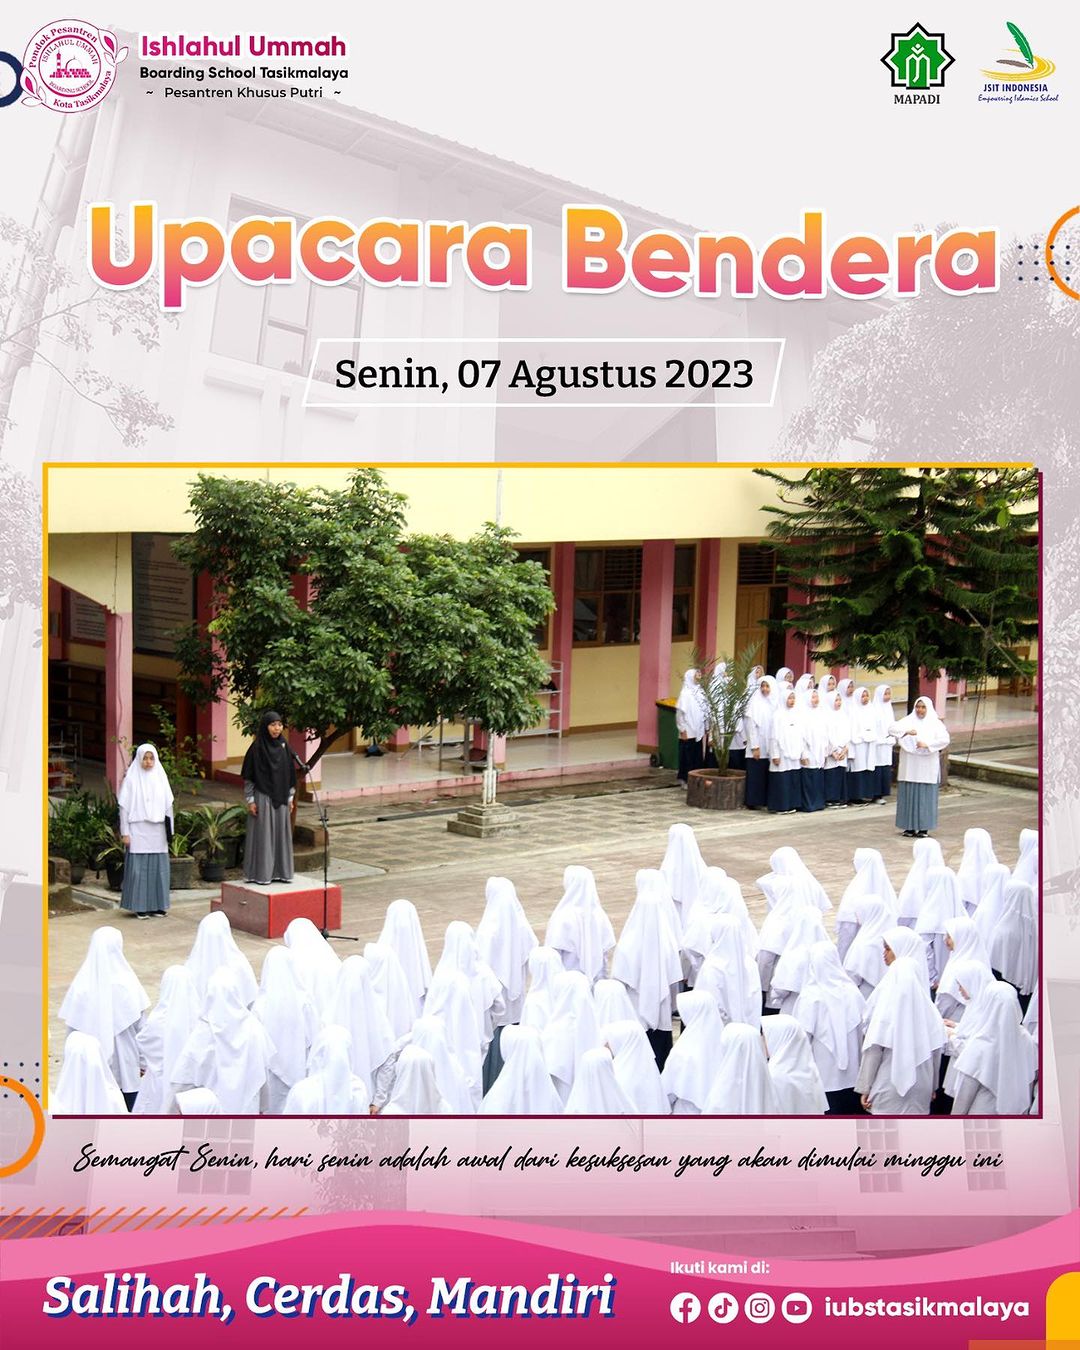 Pondok Pesantren
ISHLAHUL UMMAH
BOARDING SCHOOL
Kota Tasikmalaya
Ishlahul Ummah
Boarding School Tasikmalaya
~ Pesantren Khusus Putri ~
MAPADI
JSIT INDONESIA
Empowering Islamics School
Upacara Bendera
Senin, 07 Agustus 2023
Semangat Senin, hari senin adalah awal dari kesuksesan yang akan dimulai minggu ini
Salihah, Cerdas, Mandiri
Ikuti kami di:
iubstasikmalaya